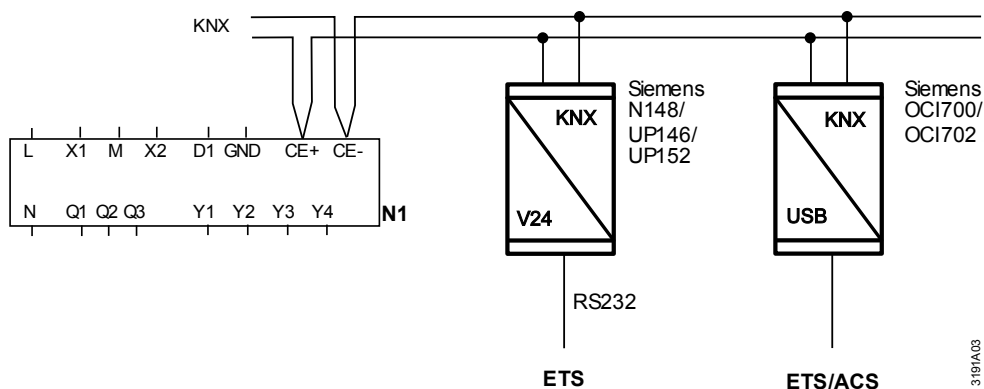 KNX
L X1 M X2 D1 GND CE+ CE-
N Q1 Q2 Q3 Y1 Y2 Y3 Y4
N1
KNX
V24
Siemens
N148/
UP146/
UP152
RS232
ETS
KNX
USB
Siemens
OCI700/
OCI702
ETS/ACS
3191A03